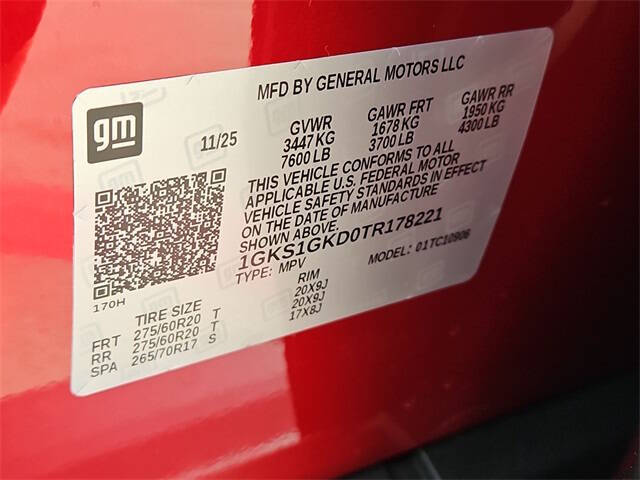 MFD BY GENERAL MOTORS LLC
gm
11/25
GVWR GAWR FRT GAWR RR
3447 KG 1678 KG 1950 KG
7600 LB 3700 LB 4300 LB
THIS VEHICLE CONFORMS TO ALL
APPLICABLE U.S. FEDERAL MOTOR
VEHICLE SAFETY STANDARDS IN EFFECT
ON THE DATE OF MANUFACTURE
SHOWN ABOVE.
1GKS1GKD0TR178221
TYPE: MPV MODEL: 01TC10906
170H
TIRE SIZE RIM
FRT 275/60R20 T 20X9J
RR 275/60R20 T 20X9J
SPA 265/70R17 S 17X8J